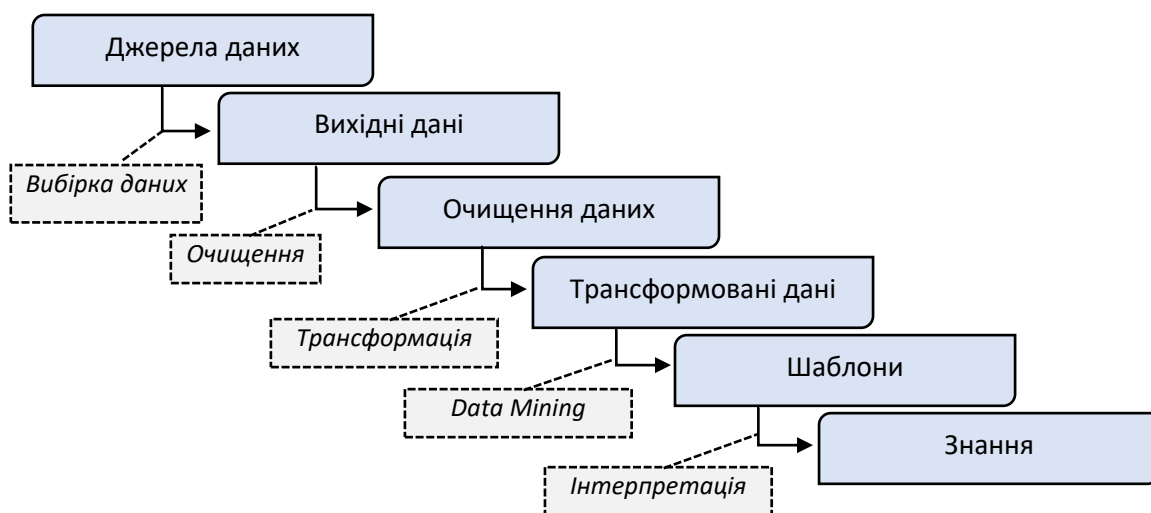 Джерела даних
Вихідні дані
Вибірка даних
Очищення даних
Очищення
Трансформовані дані
Трансформація
Шаблони
Data Mining
Знання
Інтерпретація